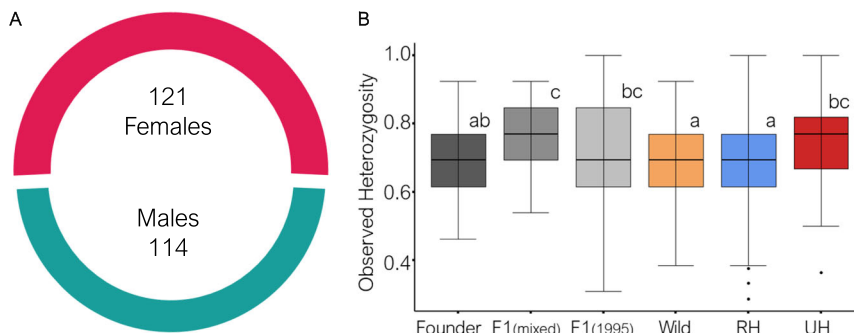 A
121
Females
Males
114
B
Observed Heterozygosity
1.0
0.8
0.6
0.4
ab
c
bc
a
a
bc
Founder
F1(mixed)
F1(1995)
Wild
RH
UH